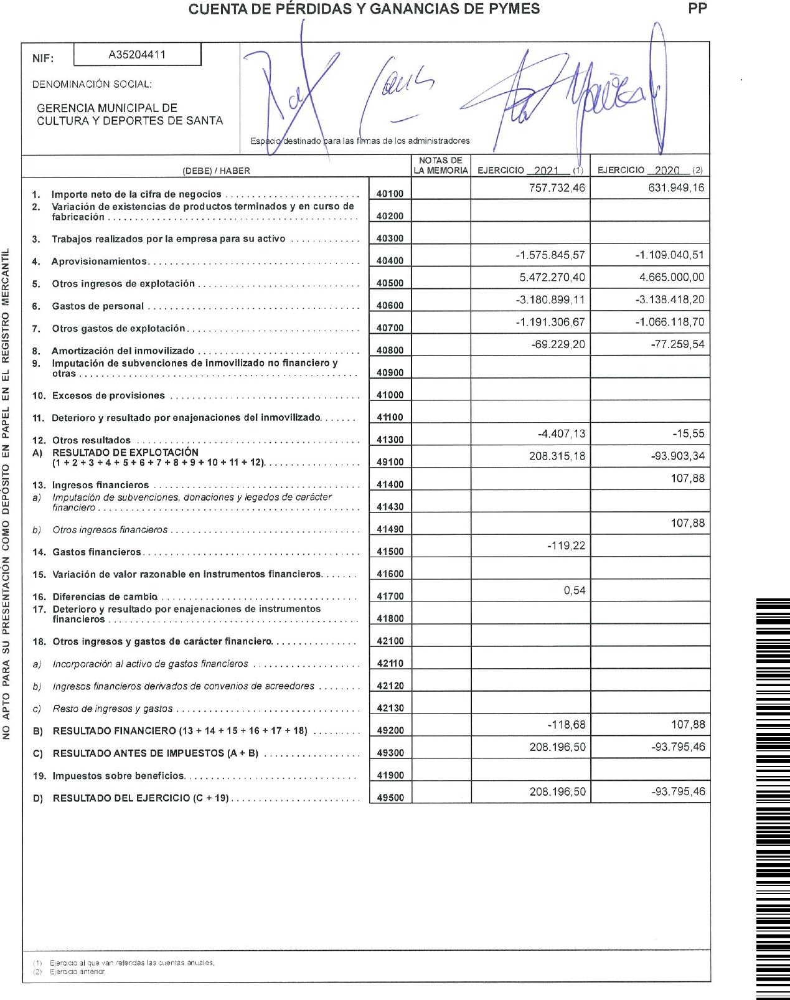 CUENTA DE PÉRDIDAS Y GANANCIAS DE PYMES PP
NIF: A35204411
DENOMINACIÓN SOCIAL:
GERENCIA MUNICIPAL DE
CULTURA Y DEPORTES DE SANTA
Espacio destinado para las firmas de los administradores
(DEBE) / HABER NOTAS DE LA MEMORIA EJERCICIO 2021 (1) EJERCICIO 2020 (2)
1. Importe neto de la cifra de negocios 40100 757.732,46 631.949,16
2. Variación de existencias de productos terminados y en curso de
fabricación 40200
3. Trabajos realizados por la empresa para su activo 40300
4. Aprovisionamientos 40400 -1.575.845,57 -1.109.040,51
5. Otros ingresos de explotación 40500 5.472.270,40 4.665.000,00
6. Gastos de personal 40600 -3.180.899,11 -3.138.418,20
7. Otros gastos de explotación 40700 -1.191.306,67 -1.066.118,70
8. Amortización del inmovilizado 40800 -69.229,20 -77.259,54
9. Imputación de subvenciones de inmovilizado no financiero y
otras 40900
10. Excesos de provisiones 41000
11. Deterioro y resultado por enajenaciones del inmovilizado 41100
12. Otros resultados 41300 -4.407,13 -15,55
A) RESULTADO DE EXPLOTACIÓN
(1 + 2 + 3 + 4 + 5 + 6 + 7 + 8 + 9 + 10 + 11 + 12) 49100 208.315,18 -93.903,34
13. Ingresos financieros 41400 107,88
a) Imputación de subvenciones, donaciones y legados de carácter
financiero 41430
b) Otros ingresos financieros 41490 107,88
14. Gastos financieros 41500 -119,22
15. Variación de valor razonable en instrumentos financieros 41600
16. Diferencias de cambio 41700 0,54
17. Deterioro y resultado por enajenaciones de instrumentos
financieros 41800
18. Otros ingresos y gastos de carácter financiero 42100
a) Incorporación al activo de gastos financieros 42110
b) Ingresos financieros derivados de convenios de acreedores 42120
c) Resto de ingresos y gastos 42130
B) RESULTADO FINANCIERO (13 + 14 + 15 + 16 + 17 + 18) 49200 -118,68 107,88
C) RESULTADO ANTES DE IMPUESTOS (A + B) 49300 208.196,50 -93.795,46
19. Impuestos sobre beneficios 41900
D) RESULTADO DEL EJERCICIO (C + 19) 49500 208.196,50 -93.795,46
(1) Ejercicio al que van referidas las cuentas anuales.
(2) Ejercicio anterior.
NO APTO PARA SU PRESENTACIÓN COMO DEPÓSITO EN PAPEL EN EL REGISTRO MERCANTIL